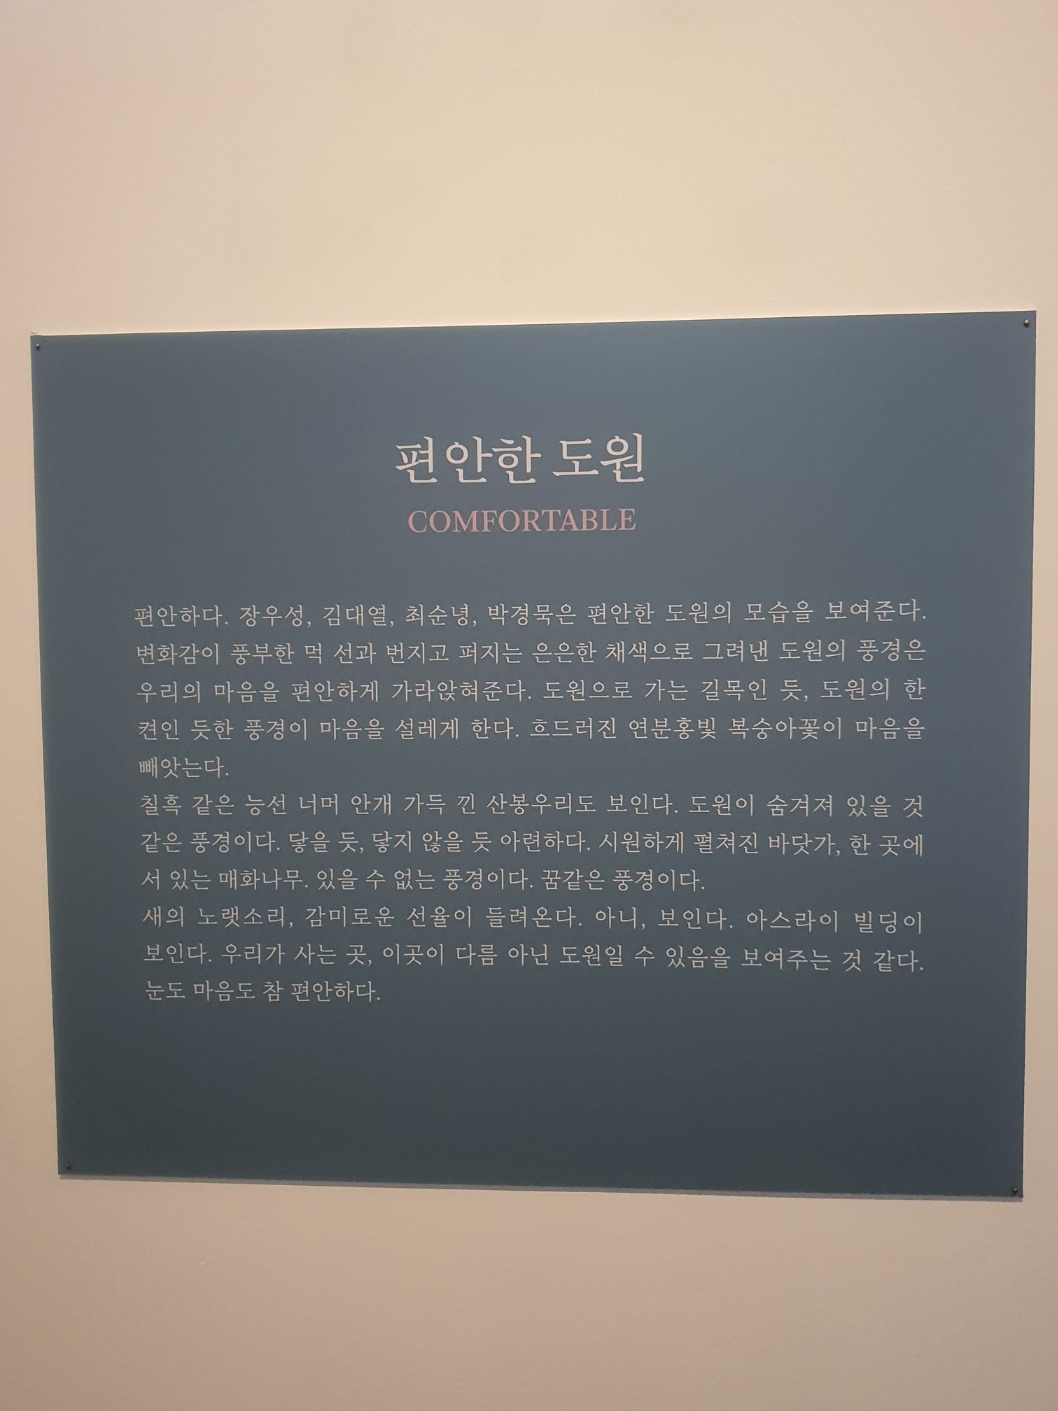 편안한 도원
COMFORTABLE
편안하다. 장우성, 김대열, 최순녕, 박경묵은 편안한 도원의 모습을 보여준다.
변화감이 풍부한 먹 선과 번지고 퍼지는 은은한 채색으로 그려낸 도원의 풍경은
우리의 마음을 편안하게 가라앉혀준다. 도원으로 가는 길목인 듯, 도원의 한
켠인 듯한 풍경이 마음을 설레게 한다. 흐드러진 연분홍빛 복숭아꽃이 마음을
빼앗는다.
칠흑 같은 능선 너머 안개 가득 낀 산봉우리도 보인다. 도원이 숨겨져 있을 것
같은 풍경이다. 닿을 듯, 닿지 않을 듯 아련하다. 시원하게 펼쳐진 바닷가, 한 곳에
서 있는 매화나무. 있을 수 없는 풍경이다. 꿈같은 풍경이다.
새의 노랫소리, 감미로운 선율이 들려온다. 아니, 보인다. 아스라이 빌딩이
보인다. 우리가 사는 곳, 이곳이 다름 아닌 도원일 수 있음을 보여주는 것 같다.
눈도 마음도 참 편안하다.